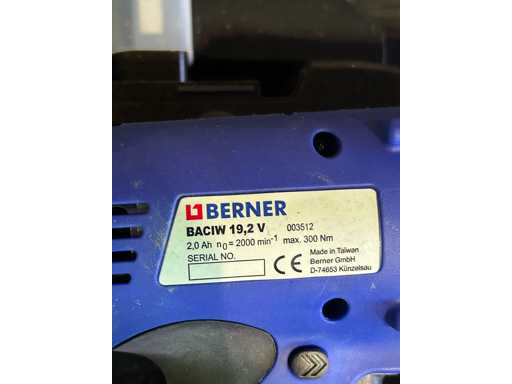 BERNER
BACIW 19,2 V 003512
2,0 Ah n₀ = 2000 min⁻¹ max. 300 Nm
SERIAL NO.
CE
Made in Taiwan
Berner GmbH
D-74653 Künzelsau